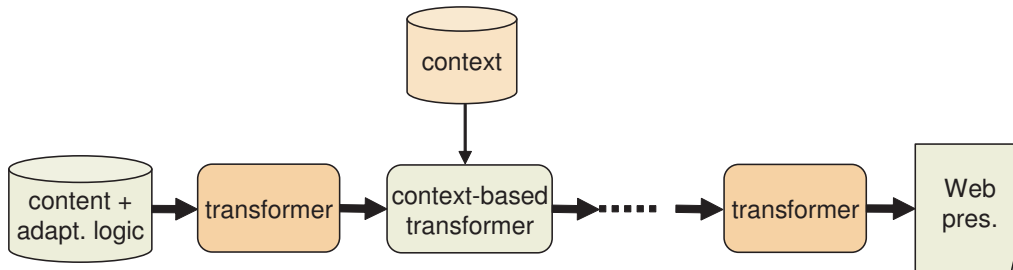 context
content +
adapt. logic
transformer
context-based
transformer
transformer
Web
pres.